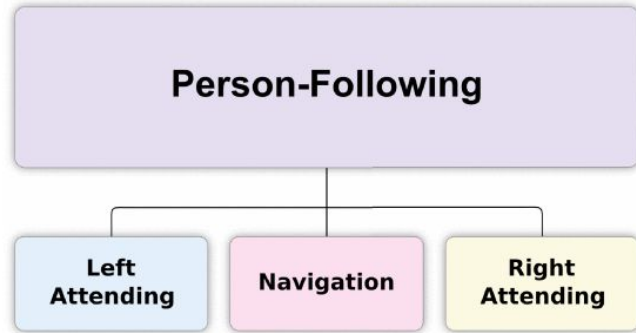 Person-Following
Left
Attending
Navigation
Right
Attending